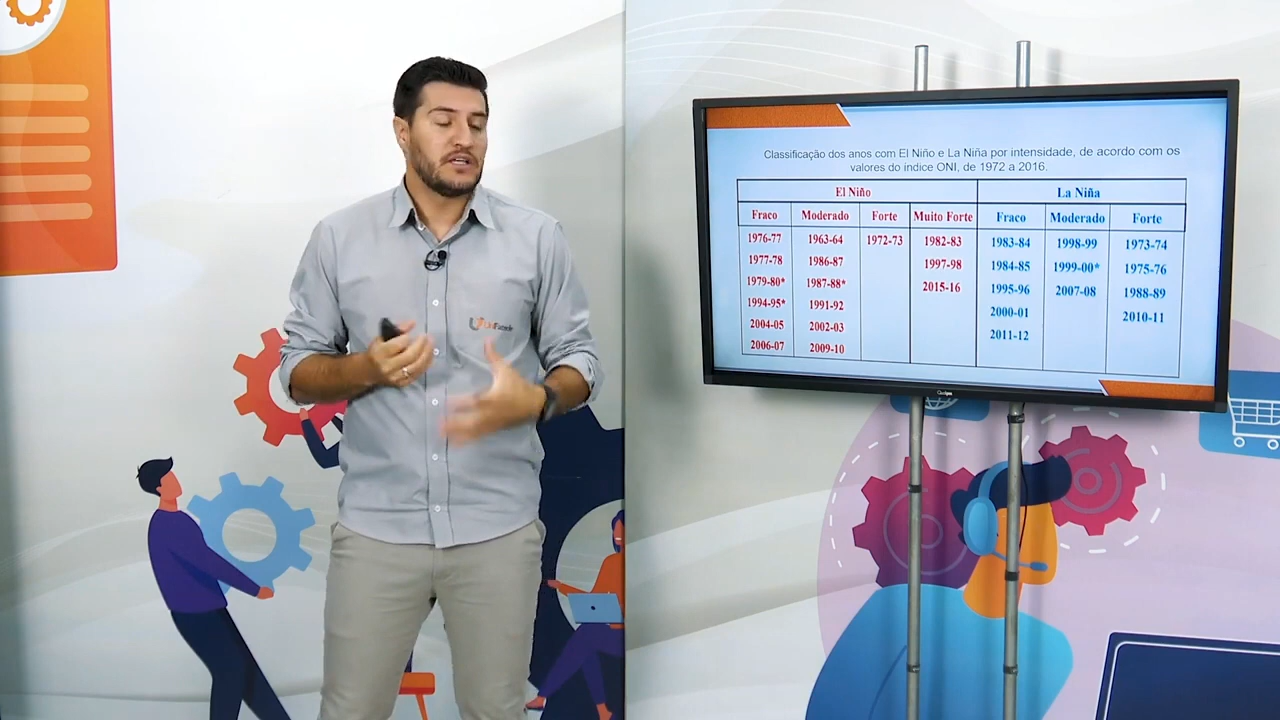 Classificação dos anos com El Niño e La Niña por intensidade, de acordo com os
valores do índice ONI, de 1972 a 2016.
El Niño La Niña
Fraco Moderado Forte Muito Forte Fraco Moderado Forte
1976-77 1963-64 1972-73 1982-83 1983-84 1998-99 1973-74
1977-78 1986-87 1997-98 1984-85 1999-00* 1975-76
1979-80* 1987-88* 2015-16 1995-96 2007-08 1988-89
1994-95* 1991-92 2000-01 2010-11
2004-05 2002-03 2011-12
2006-07 2009-10